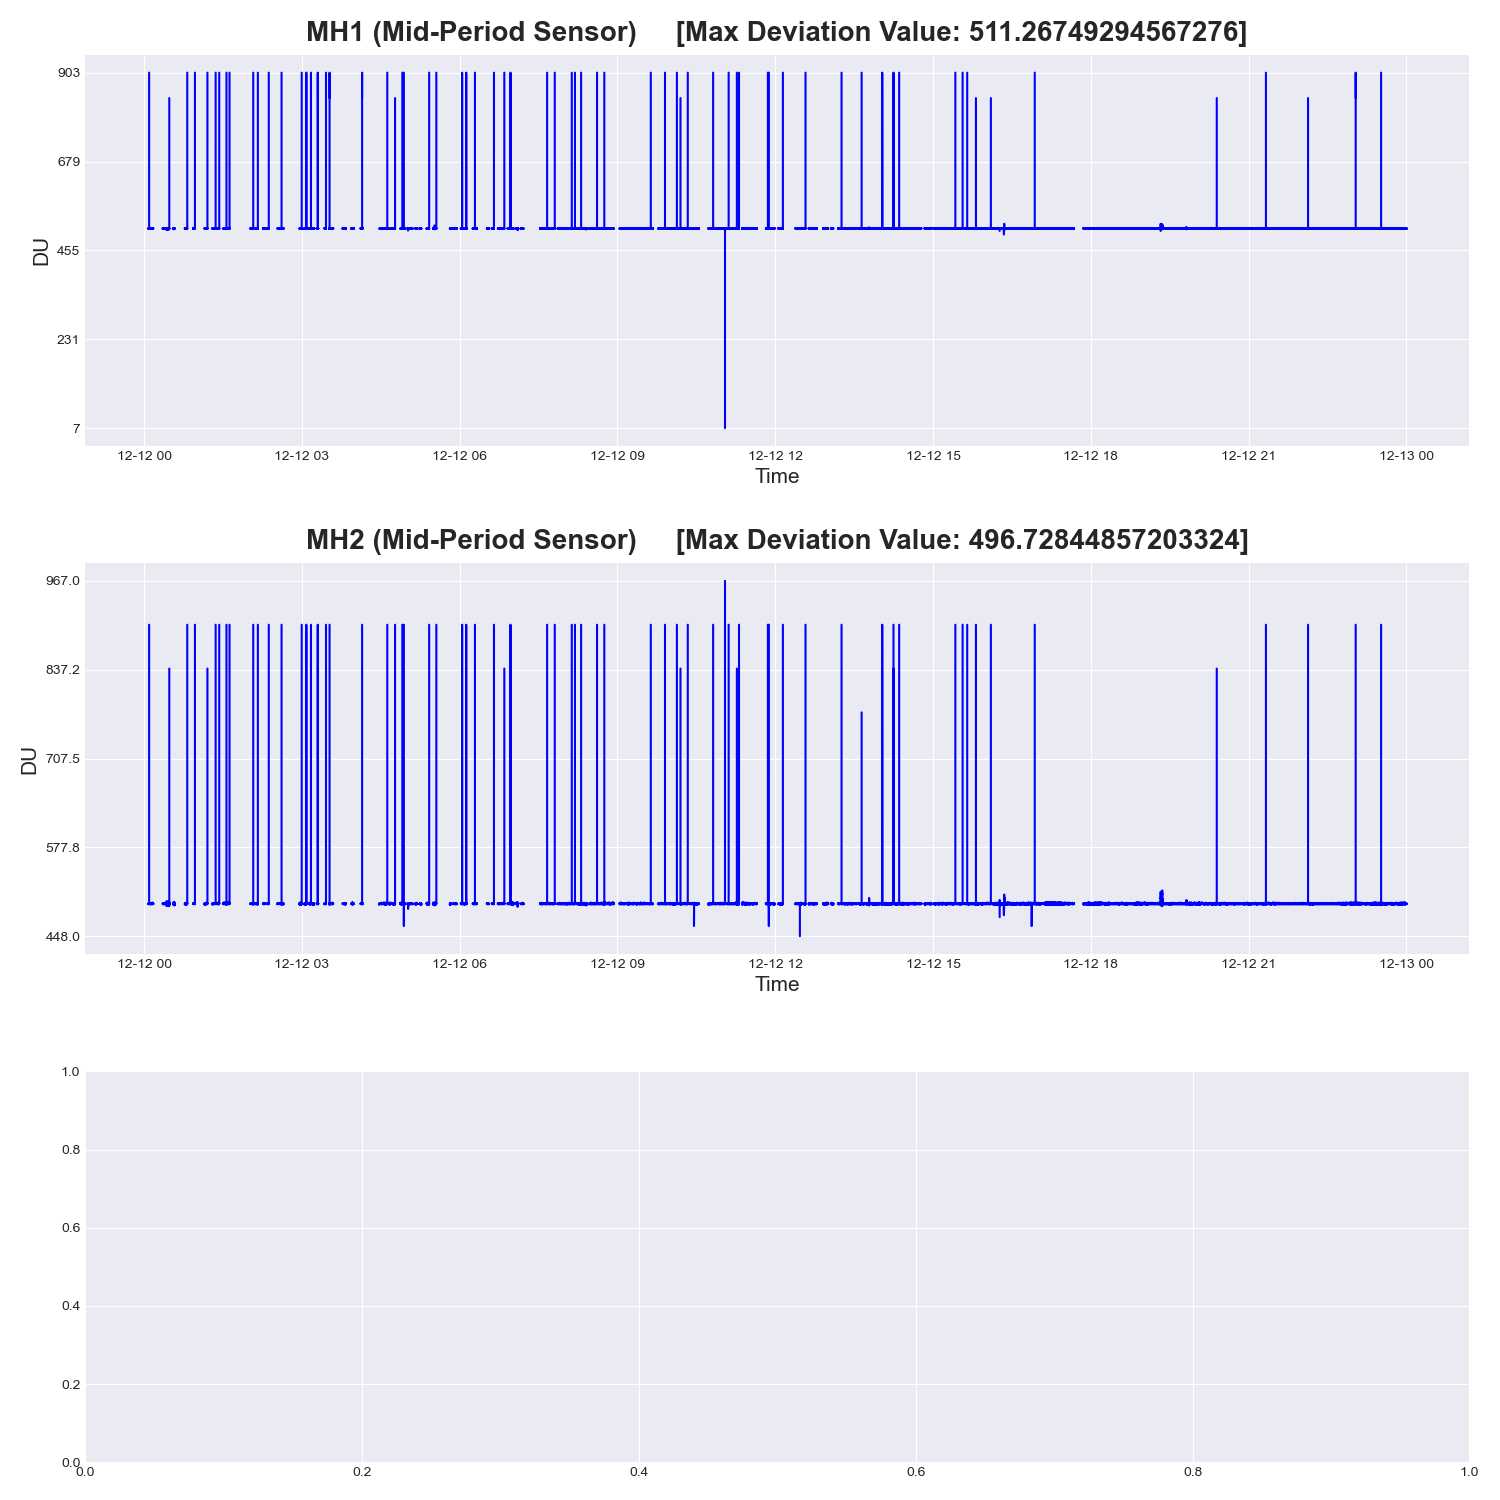 MH1 (Mid-Period Sensor) [Max Deviation Value: 511.26749294567276]
903
679
455
231
7
DU
12-12 00 12-12 03 12-12 06 12-12 09 12-12 12 12-12 15 12-12 18 12-12 21 12-13 00
Time
MH2 (Mid-Period Sensor) [Max Deviation Value: 496.72844857203324]
967.0
837.2
707.5
577.8
448.0
DU
12-12 00 12-12 03 12-12 06 12-12 09 12-12 12 12-12 15 12-12 18 12-12 21 12-13 00
Time
1.0
0.8
0.6
0.4
0.2
0.0
0.0 0.2 0.4 0.6 0.8 1.0